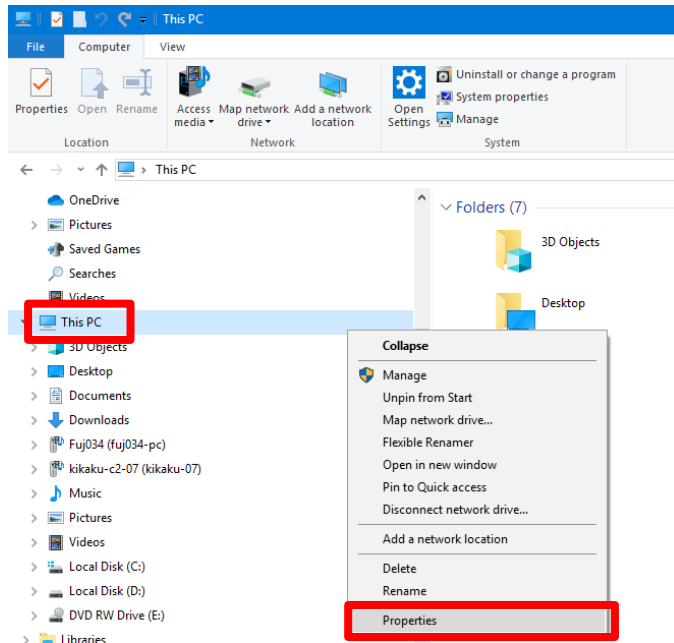 This PC
File Computer View
Properties Open Rename Access media Map network drive Add a network location Open Settings
Uninstall or change a program
System properties
Manage
Location Network System
This PC
OneDrive
Pictures
Saved Games
Searches
Videos
This PC
3D Objects
Desktop
Documents
Downloads
Fuj034 (fuj034-pc)
kikaku-c2-07 (kikaku-07)
Music
Pictures
Videos
Local Disk (C:)
Local Disk (D:)
DVD RW Drive (E:)
Libraries
Folders (7)
3D Objects
Desktop
Collapse
Manage
Unpin from Start
Map network drive...
Flexible Renamer
Open in new window
Pin to Quick access
Disconnect network drive...
Add a network location
Delete
Rename
Properties